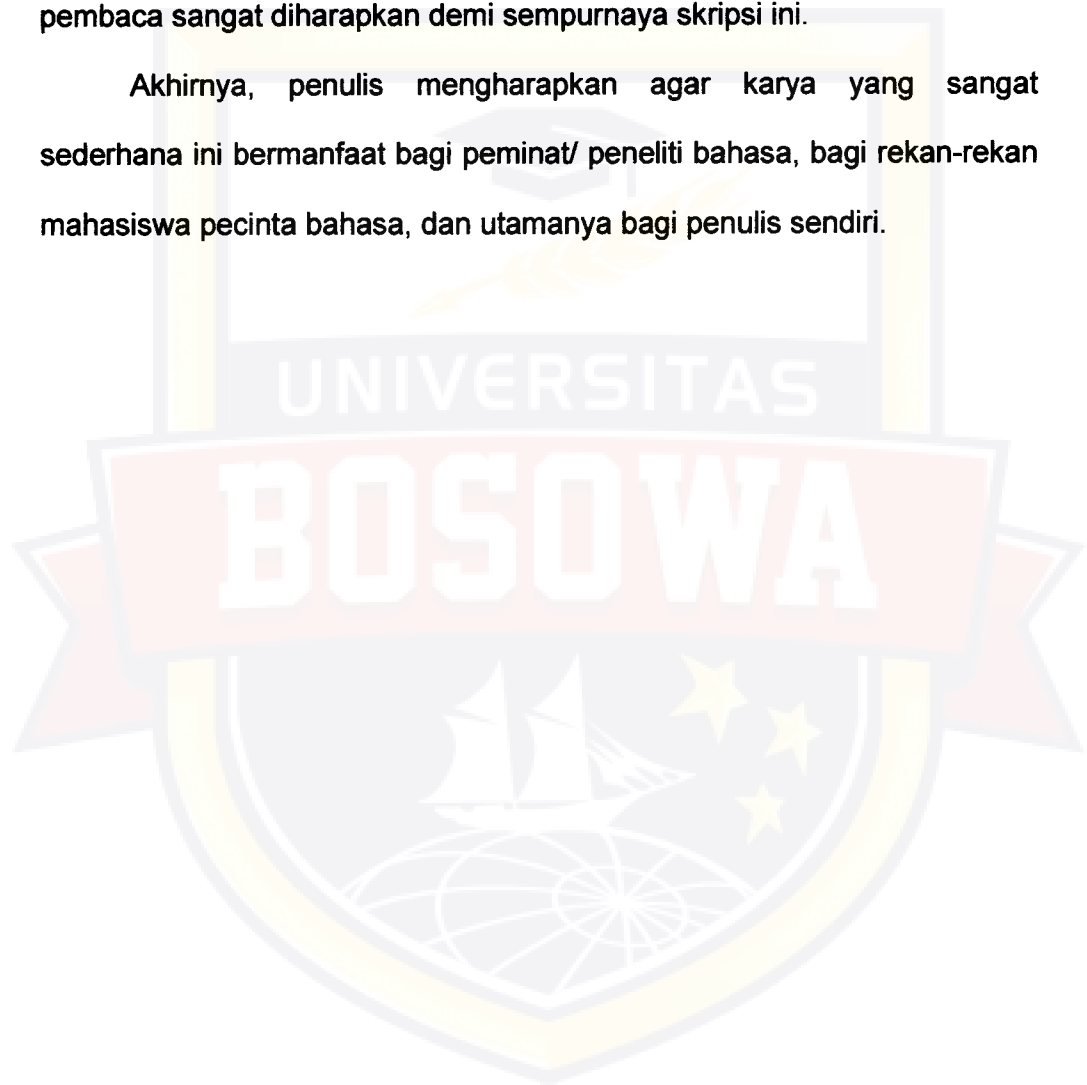 pembaca sangat diharapkan demi sempurnaya skripsi ini.
Akhirnya, penulis mengharapkan agar karya yang sangat
sederhana ini bermanfaat bagi peminat/ peneliti bahasa, bagi rekan-rekan
mahasiswa pecinta bahasa, dan utamanya bagi penulis sendiri.
UNIVERSITAS
BOSOWA